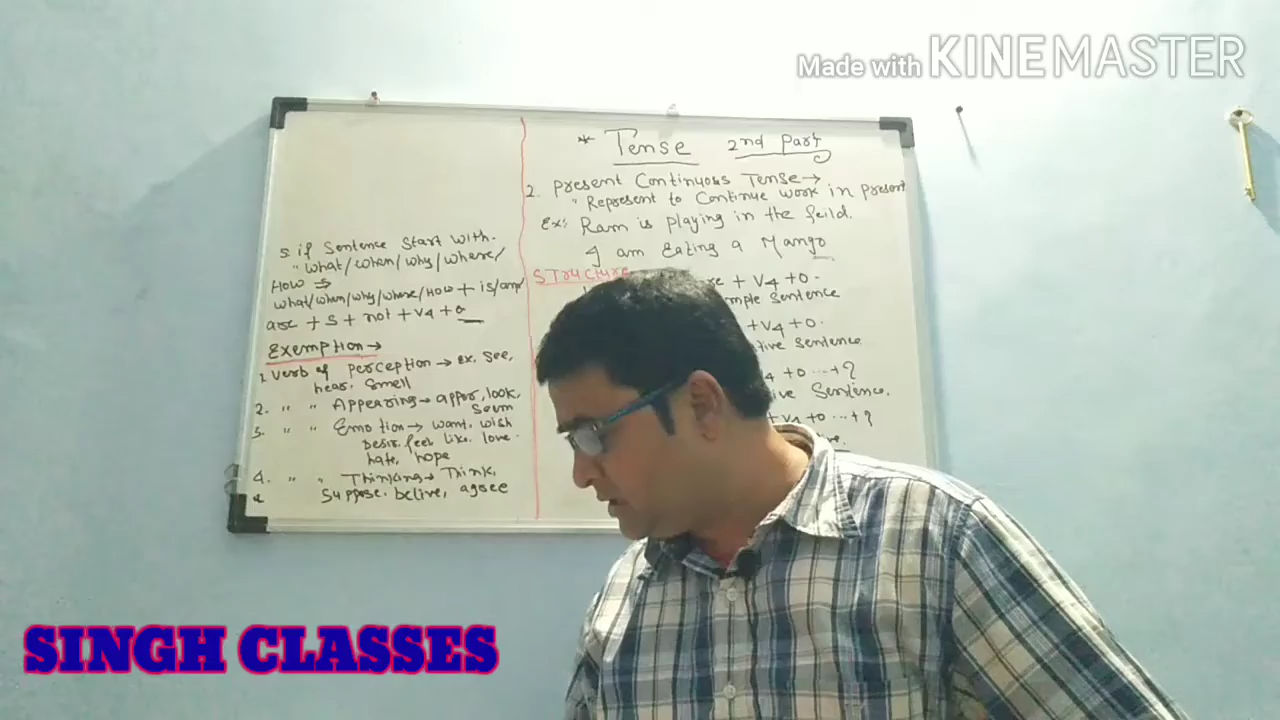 Made with KINEMASTER
* Tense 2nd Part
2. Present Continuous Tense →
" Represent to Continue work in present
Ex: Ram is playing in the feild.
I am Eating a Mango
STructure
+ V4 + O.
Sentence
+ V4 + O.
Sentence
+ O ... + ?
Sentence.
+ V4 + O ... + ?
5. if Sentence Start With.
" What/when/why/where/
How ⇒
What/when/why/where/How + is/am/
are + S + not + V4 + O
Exemption →
1. Verb of perception → ex. See,
hear, Smell
2. " " Appearing → apper, look,
Seem
3. " " Emotion → want, wish
Desir, feel, like, love.
hate, hope
4. " " Thinking → Think,
Suppose, belive, agree
SINGH CLASSES